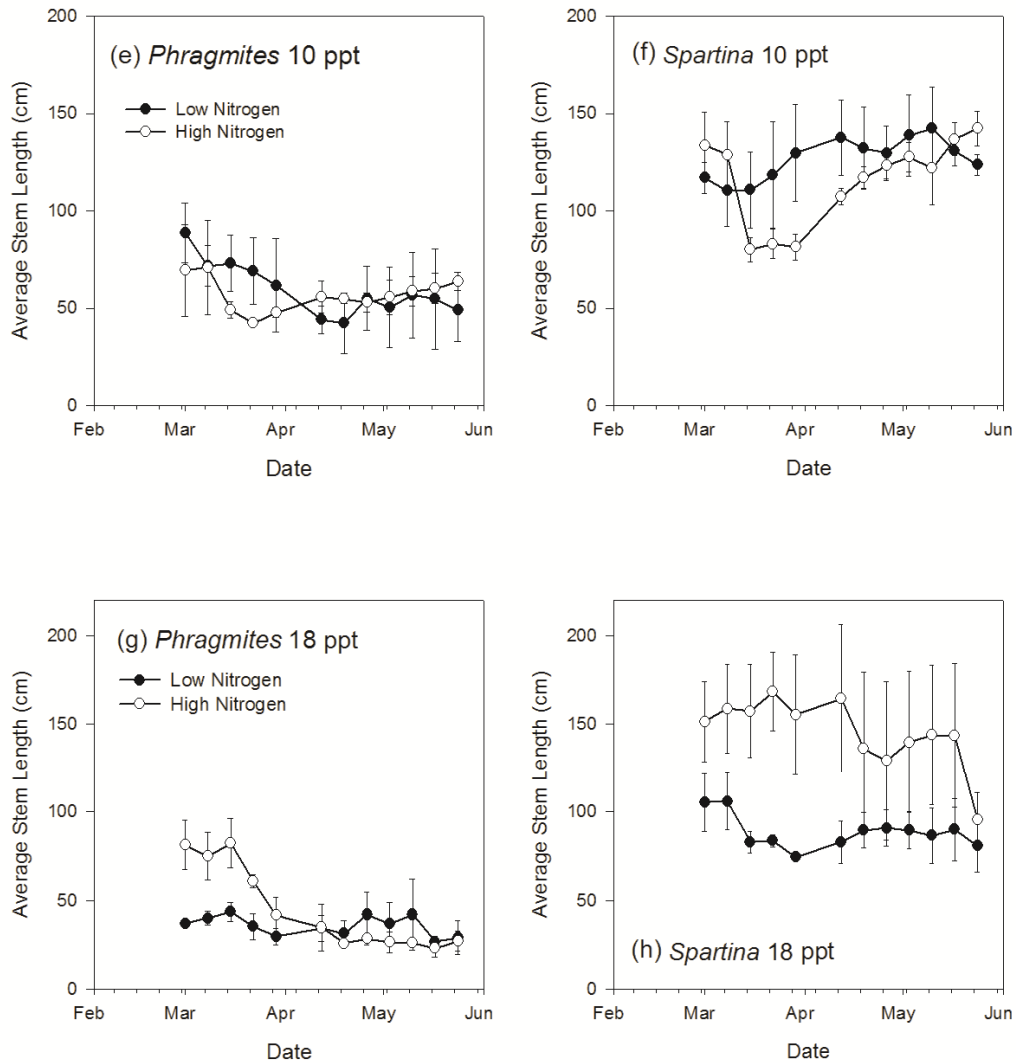 (e) Phragmites 10 ppt
Low Nitrogen
High Nitrogen
Average Stem Length (cm)
200
150
100
50
0
Feb Mar Apr May Jun
Date
(f) Spartina 10 ppt
Average Stem Length (cm)
200
150
100
50
0
Feb Mar Apr May Jun
Date
(g) Phragmites 18 ppt
Low Nitrogen
High Nitrogen
Average Stem Length (cm)
200
150
100
50
0
Feb Mar Apr May Jun
Date
Average Stem Length (cm)
200
150
100
50
0
(h) Spartina 18 ppt
Feb Mar Apr May Jun
Date